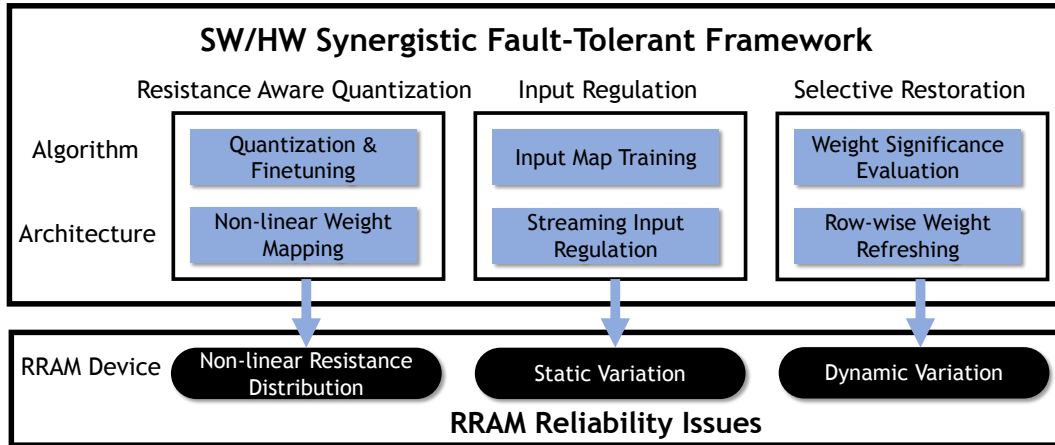 SW/HW Synergistic Fault-Tolerant Framework
Resistance Aware Quantization
Input Regulation
Selective Restoration
Algorithm
Quantization &
Finetuning
Input Map Training
Weight Significance
Evaluation
Architecture
Non-linear Weight
Mapping
Streaming Input
Regulation
Row-wise Weight
Refreshing
RRAM Device
Non-linear Resistance
Distribution
Static Variation
Dynamic Variation
RRAM Reliability Issues